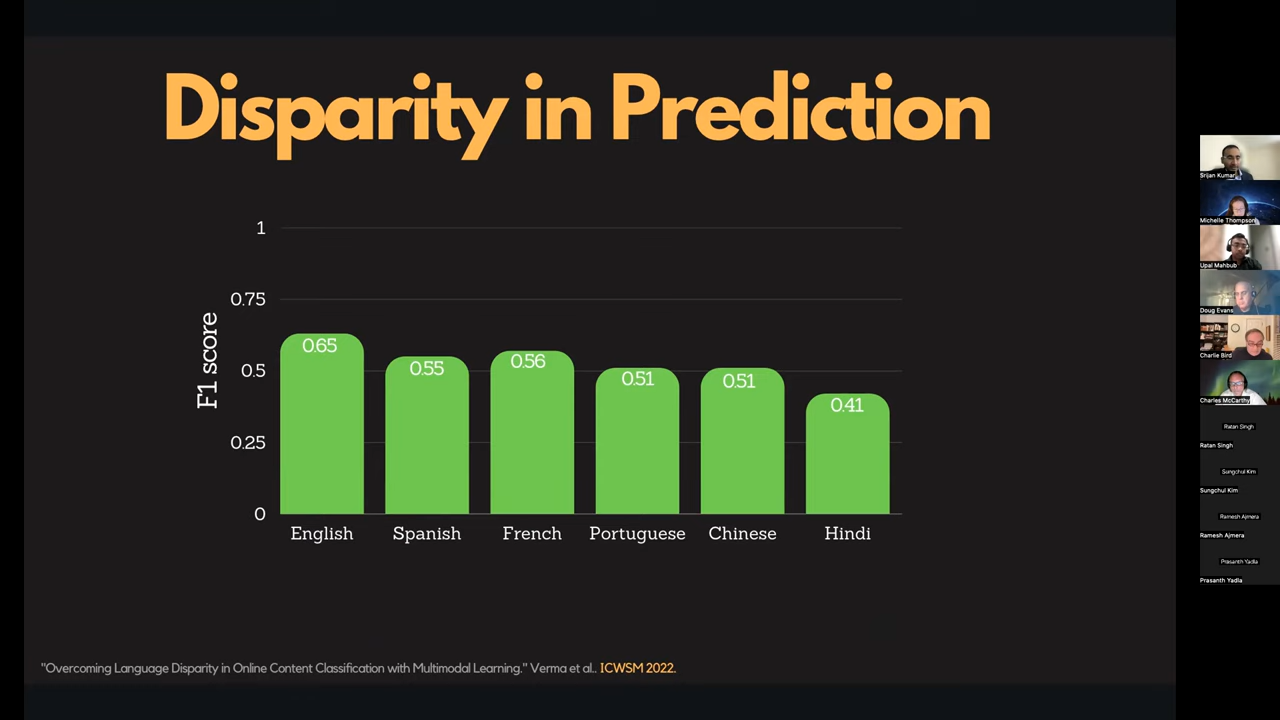 Disparity in Prediction
1
0.75
0.5
0.25
0
F1 score
0.65
0.55
0.56
0.51
0.51
0.41
English
Spanish
French
Portuguese
Chinese
Hindi
"Overcoming Language Disparity in Online Content Classification with Multimodal Learning." Verma et al.. ICWSM 2022.
Srijan Kumar
Michelle Thompson
Upal Mahbub
Doug Evans
Charlie Bird
Charles McCarthy
Ratan Singh
Ratan Singh
Sungchul Kim
Sungchul Kim
Ramesh Ajmera
Ramesh Ajmera
Prasanth Yadla
Prasanth Yadla